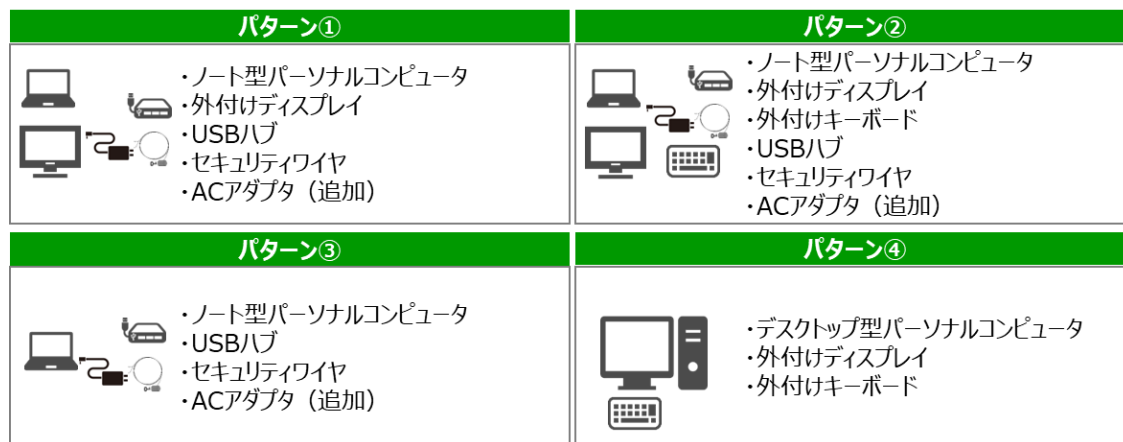 パターン①
・ノート型パーソナルコンピュータ
・外付けディスプレイ
・USBハブ
・セキュリティワイヤ
・ACアダプタ（追加）
パターン②
・ノート型パーソナルコンピュータ
・外付けディスプレイ
・外付けキーボード
・USBハブ
・セキュリティワイヤ
・ACアダプタ（追加）
パターン③
・ノート型パーソナルコンピュータ
・USBハブ
・セキュリティワイヤ
・ACアダプタ（追加）
パターン④
・デスクトップ型パーソナルコンピュータ
・外付けディスプレイ
・外付けキーボード